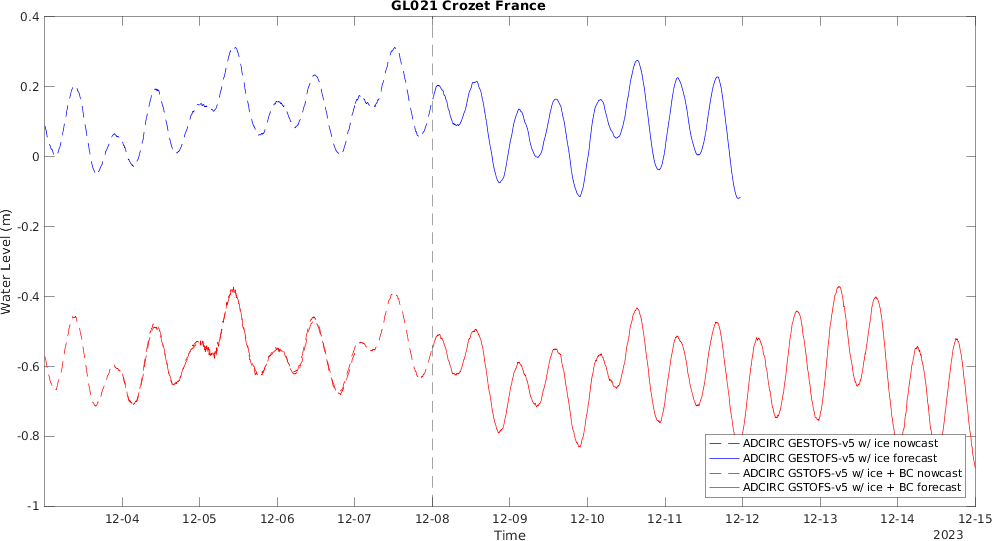 GL021 Crozet France
0.4
0.2
0
-0.2
-0.4
-0.6
-0.8
-1
Water Level (m)
ADCIRC GESTOFS-v5 w/ ice nowcast
ADCIRC GESTOFS-v5 w/ ice forecast
ADCIRC GSTOFS-v5 w/ ice + BC nowcast
ADCIRC GSTOFS-v5 w/ ice + BC forecast
12-04 12-05 12-06 12-07 12-08 12-09 12-10 12-11 12-12 12-13 12-14 12-15
Time 2023